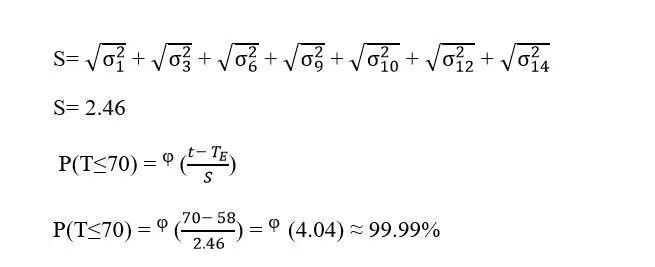 S= √σ₁² + √σ₃² + √σ₆² + √σ₉² + √σ₁₀² + √σ₁₂² + √σ₁₄²
S= 2.46
P(T≤70) = φ (t− T_E / S)
P(T≤70) = φ (70− 58 / 2.46) = φ (4.04) ≈ 99.99%